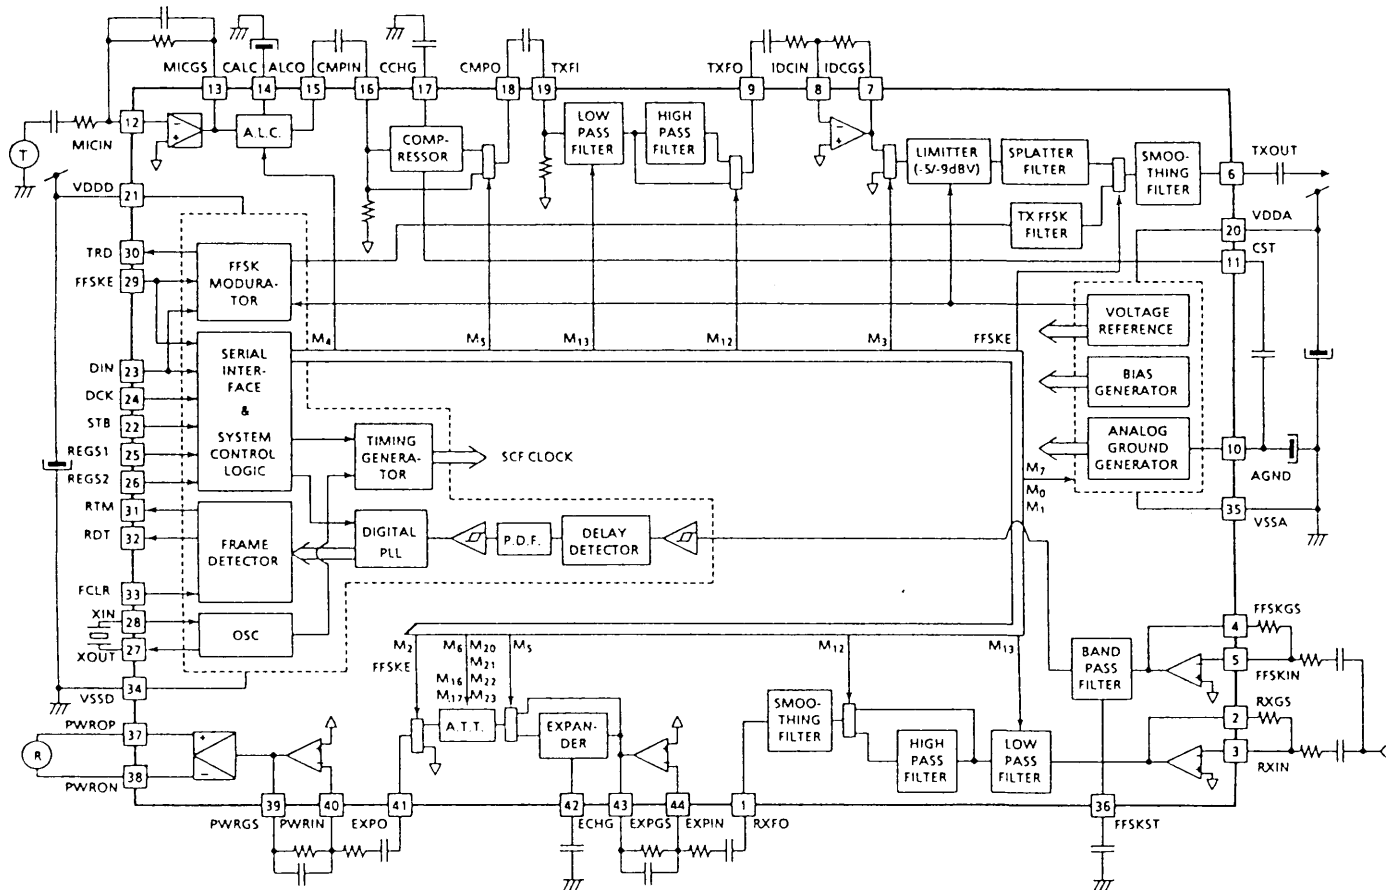 MICGS CALC ALCO CMPIN CCHG CMPO TXFI TXFO IDCIN IDCGS
13 14 15 16 17 18 19 9 8 7
12
MICIN
T
A.L.C.
COMP-
RESSOR
LOW
PASS
FILTER
HIGH
PASS
FILTER
LIMITTER
(-5/-9dBV)
SPLATTER
FILTER
SMOO-
THING
FILTER
6
TXOUT
VDDD
21
TX FFSK
FILTER
VDDA
20
CST
11
TRD
30
FFSKE
29
FFSK
MODURA-
TOR
M4
M5
M13
M12
M3
FFSKE
VOLTAGE
REFERENCE
BIAS
GENERATOR
ANALOG
GROUND
GENERATOR
10
AGND
M7
M0
M1
35
VSSA
DIN
23
DCK
24
STB
22
REGS1
25
REGS2
26
SERIAL
INTER-
FACE
&
SYSTEM
CONTROL
LOGIC
TIMING
GENERA-
TOR
SCF CLOCK
RTM
31
RDT
32
FCLR
33
FRAME
DETECTOR
DIGITAL
PLL
P.D.F.
DELAY
DETECTOR
XIN
28
27
XOUT
OSC
34
VSSD
M2
FFSKE
M6 M20
M21
M16 M22
M17 M23
M5
M12
M13
BAND
PASS
FILTER
FFSKGS
4
5
FFSKIN
RXGS
2
3
RXIN
PWROP
37
R
38
PWRON
A.T.T.
EXPAN-
DER
SMOO-
THING
FILTER
HIGH
PASS
FILTER
LOW
PASS
FILTER
39 40 41 42 43 44 1 36
PWRGS PWRIN EXPO ECHG EXPGS EXPIN RXFO FFSKST